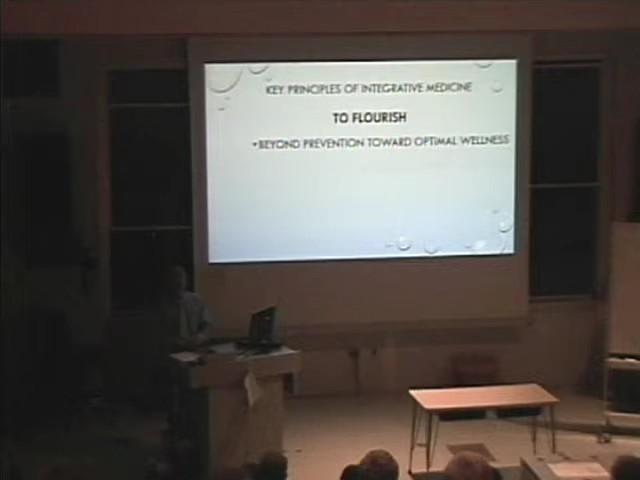 KEY PRINCIPLES OF INTEGRATIVE MEDICINE
TO FLOURISH
•BEYOND PREVENTION TOWARD OPTIMAL WELLNESS